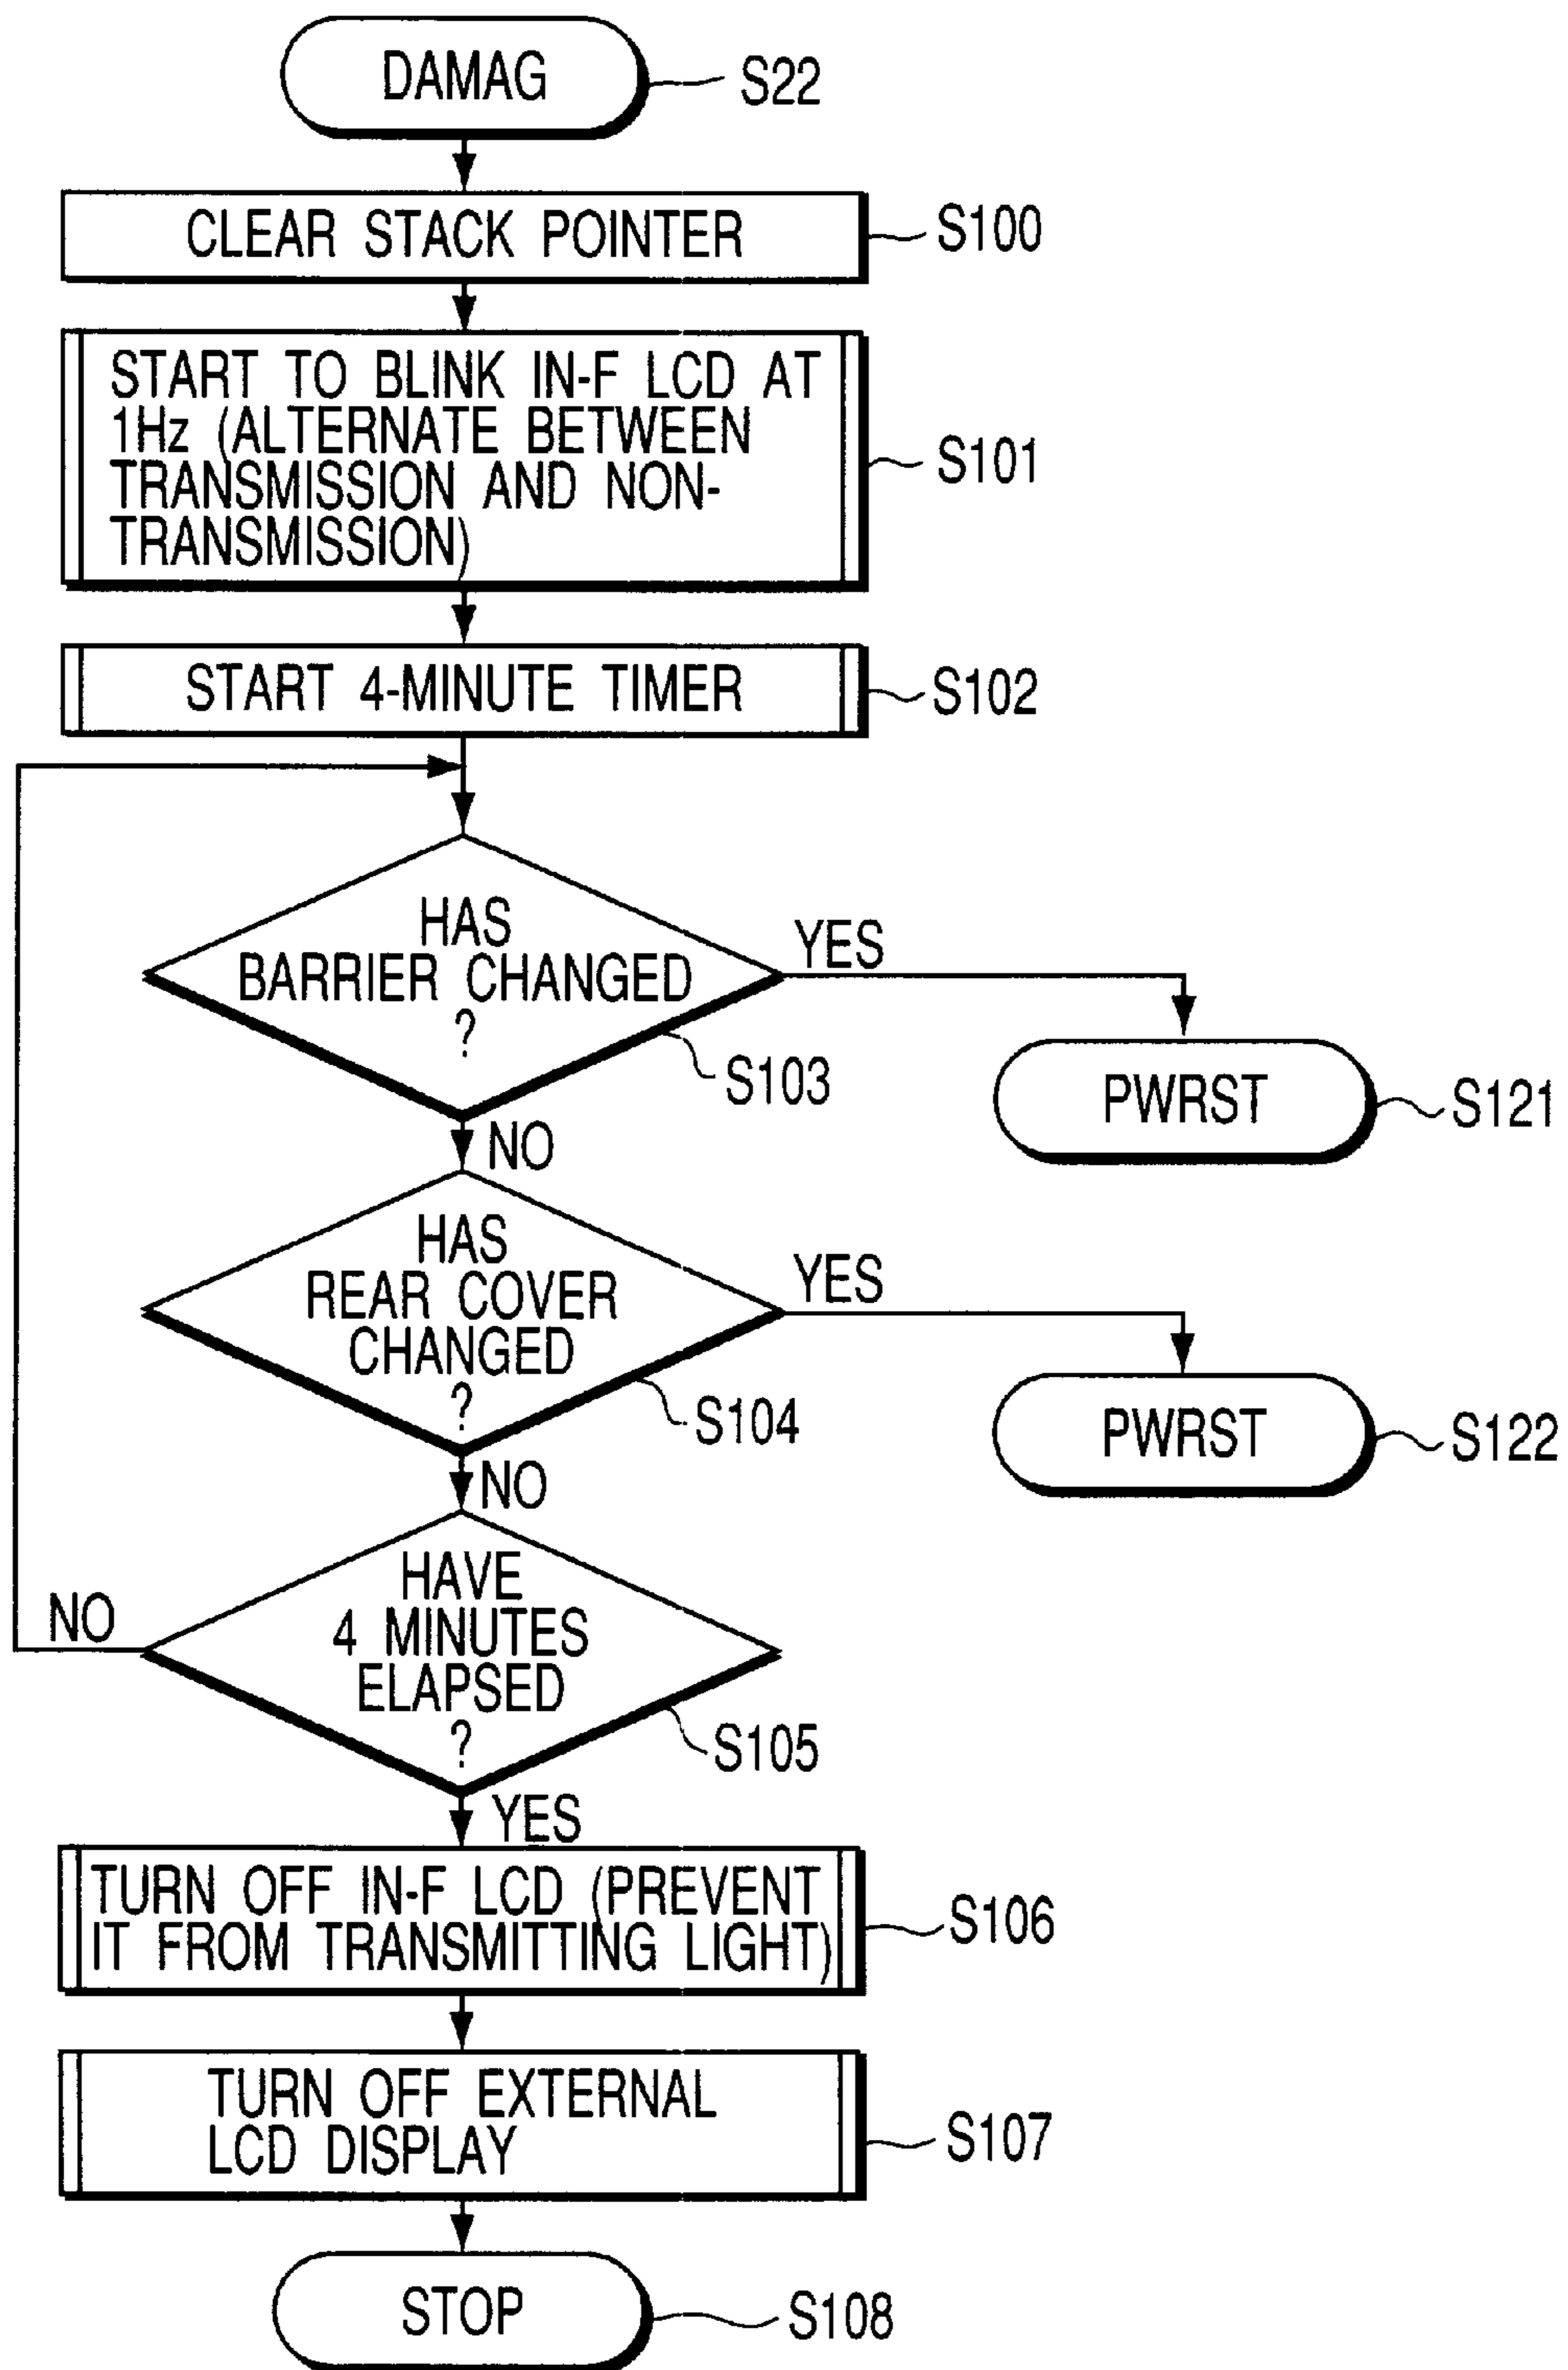 DAMAG
S22
CLEAR STACK POINTER
S100
START TO BLINK IN-F LCD AT
1Hz (ALTERNATE BETWEEN
TRANSMISSION AND NON-
TRANSMISSION)
S101
START 4-MINUTE TIMER
S102
HAS
BARRIER CHANGED
?
YES
S103
PWRST
S121
NO
HAS
REAR COVER
CHANGED
?
YES
S104
PWRST
S122
NO
HAVE
4 MINUTES
ELAPSED
?
NO
S105
YES
TURN OFF IN-F LCD (PREVENT
IT FROM TRANSMITTING LIGHT)
S106
TURN OFF EXTERNAL
LCD DISPLAY
S107
STOP
S108